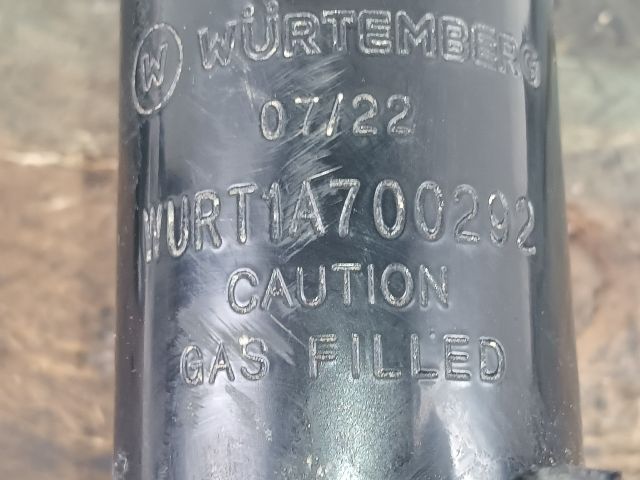 W WÜRTEMBERG
07/22
WURT1A700292
CAUTION
GAS FILLED